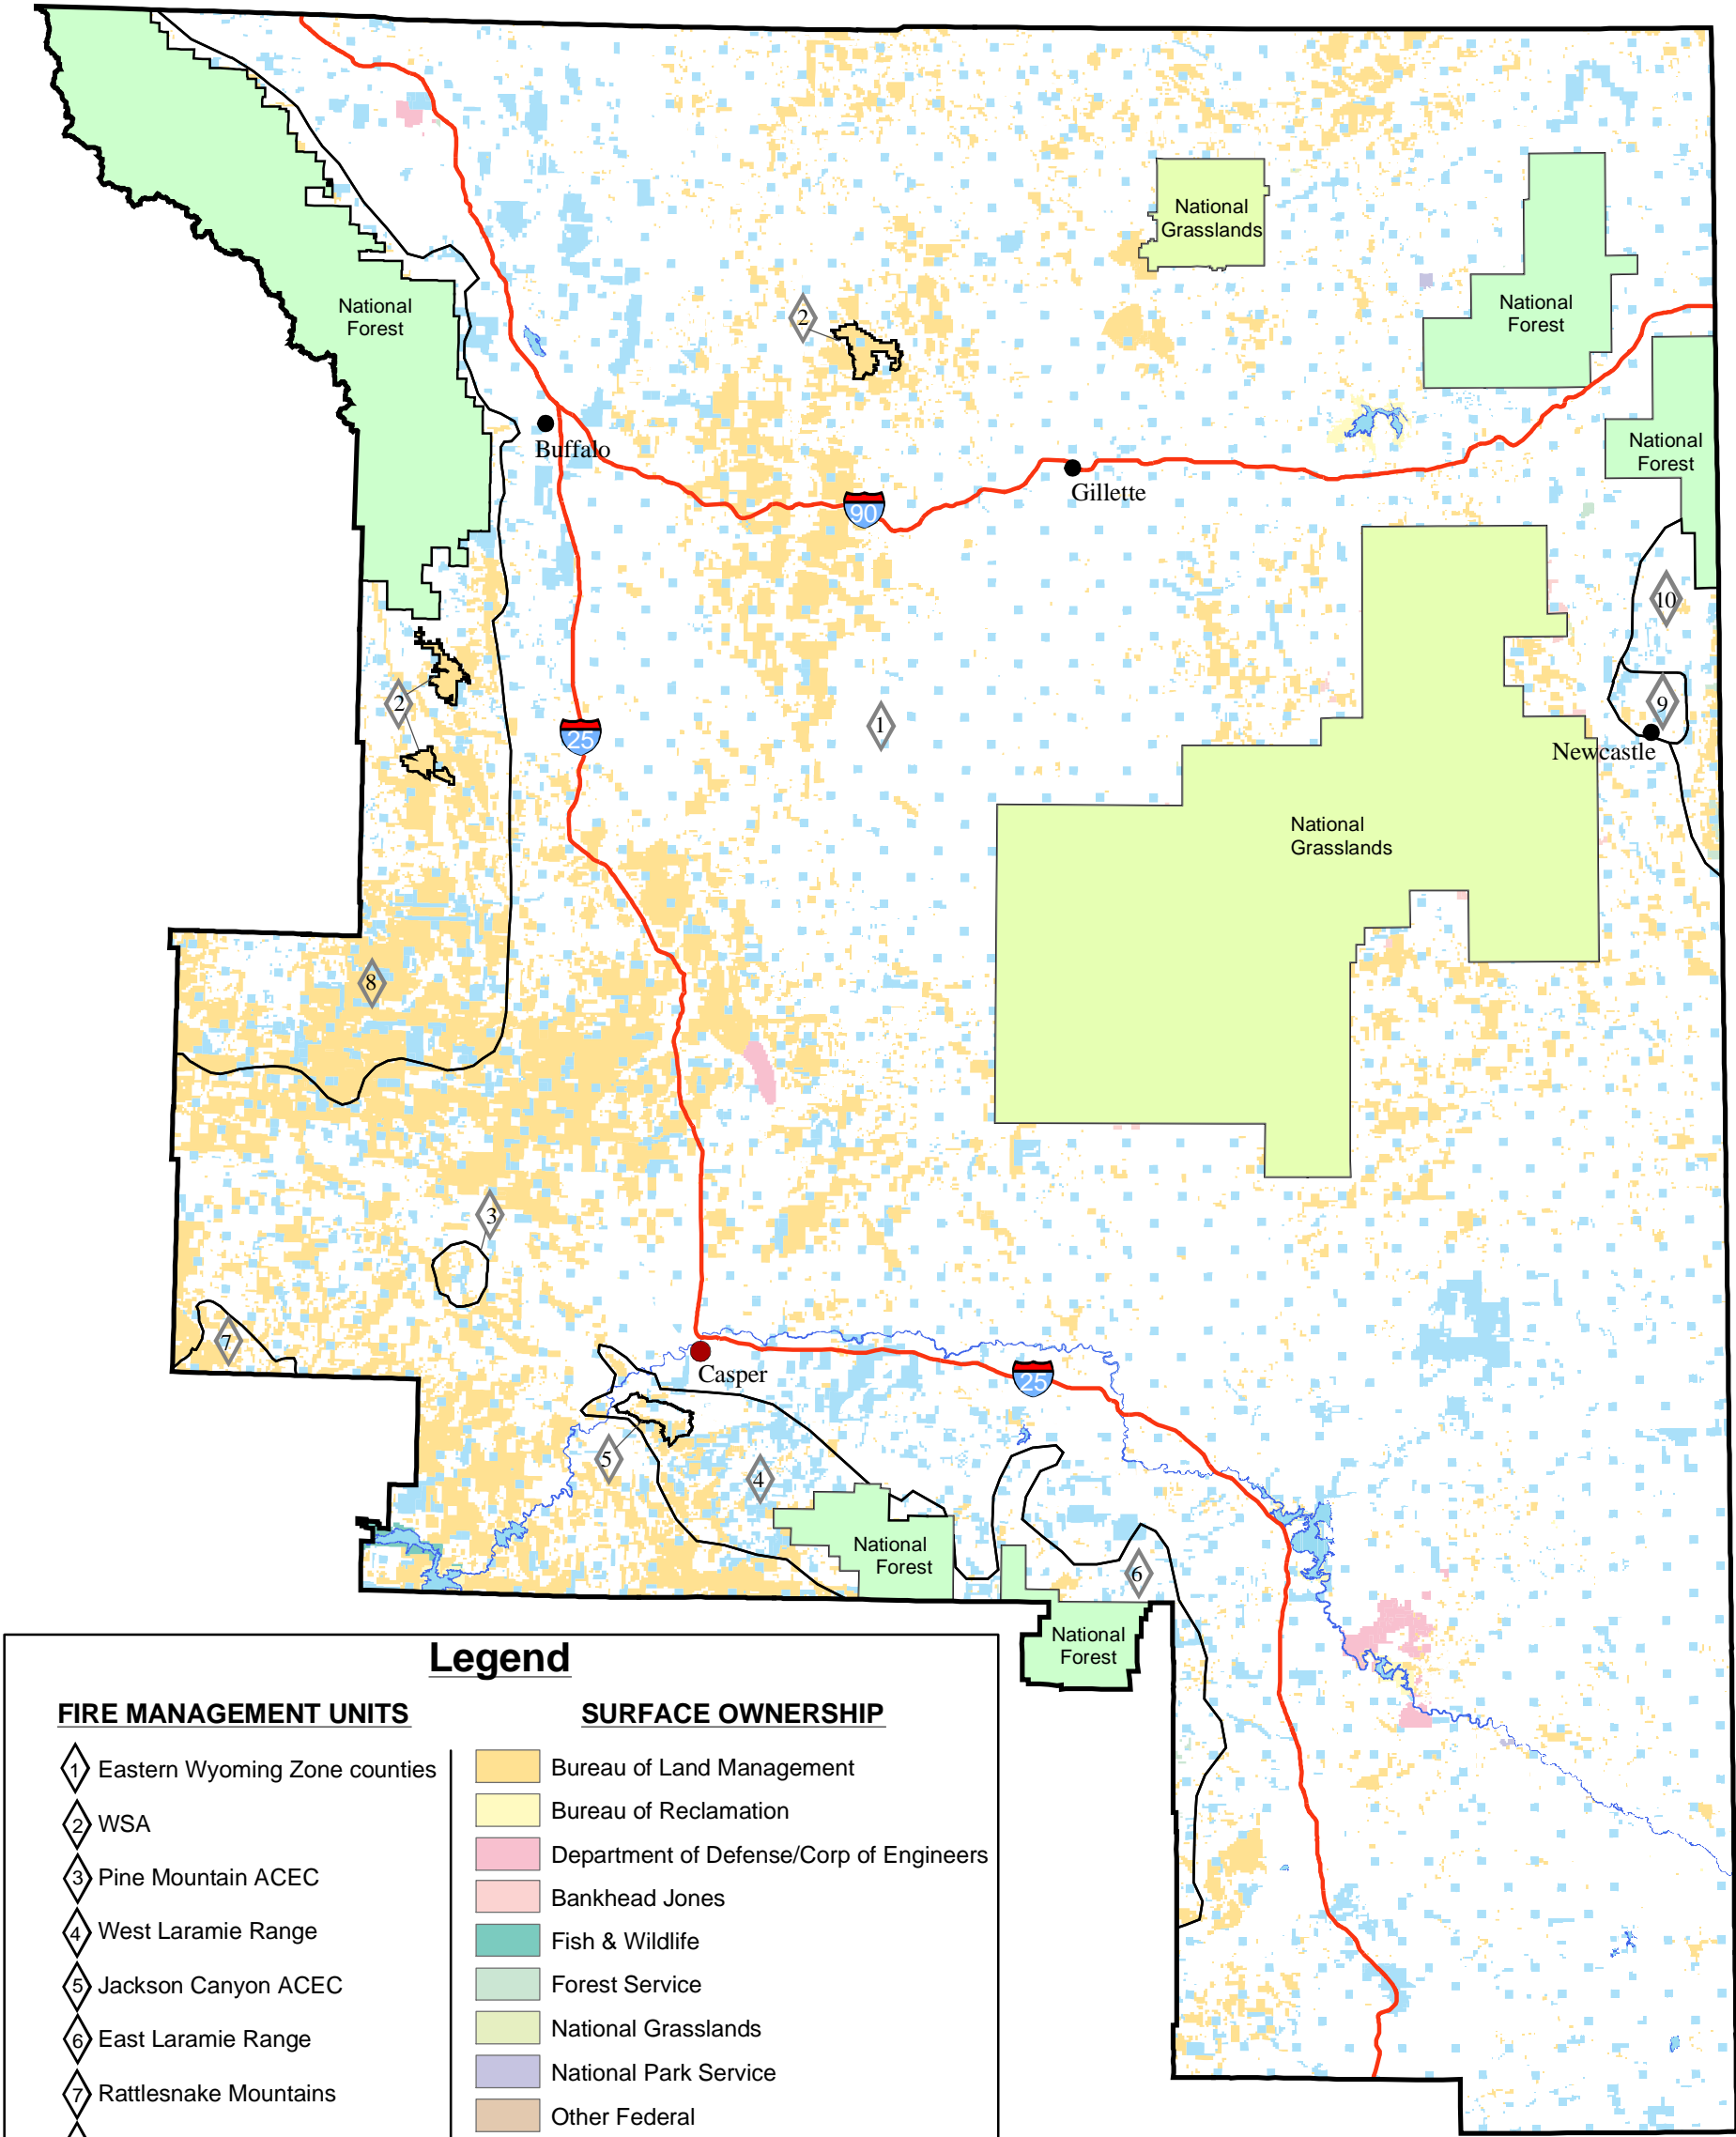 National
Grasslands
National
Forest
National
Forest
2
National
Forest
Buffalo
Gillette
90
10
2
9
25
1
Newcastle
National
Grasslands
8
3
7
Casper
25
5
4
National
Forest
6
National
Forest
Legend
FIRE MANAGEMENT UNITS
1 Eastern Wyoming Zone counties
2 WSA
3 Pine Mountain ACEC
4 West Laramie Range
5 Jackson Canyon ACEC
6 East Laramie Range
7 Rattlesnake Mountains
SURFACE OWNERSHIP
Bureau of Land Management
Bureau of Reclamation
Department of Defense/Corp of Engineers
Bankhead Jones
Fish & Wildlife
Forest Service
National Grasslands
National Park Service
Other Federal